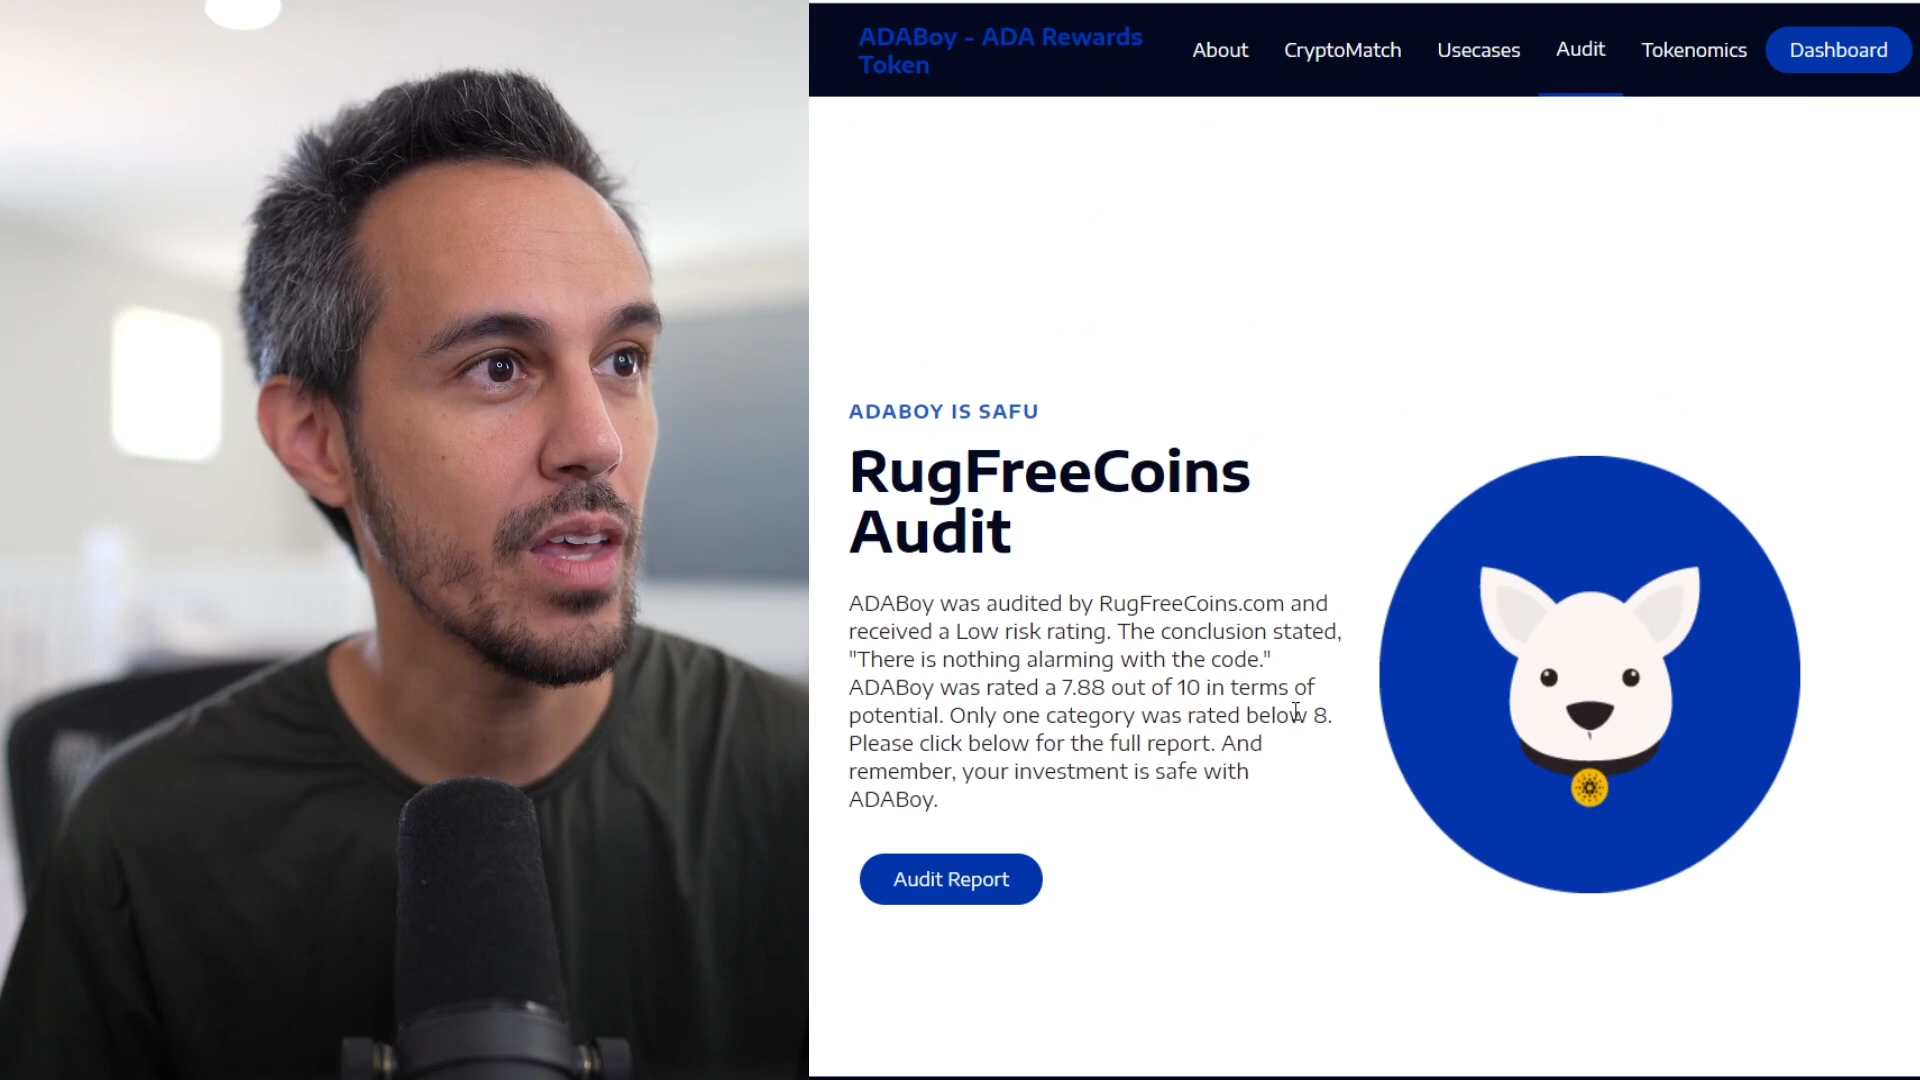 ADABoy - ADA Rewards
Token
About
CryptoMatch
Usecases
Audit
Tokenomics
Dashboard
ADABOY IS SAFU
RugFreeCoins
Audit
ADABoy was audited by RugFreeCoins.com and
received a Low risk rating. The conclusion stated,
"There is nothing alarming with the code."
ADABoy was rated a 7.88 out of 10 in terms of
potential. Only one category was rated below 8.
Please click below for the full report. And
remember, your investment is safe with
ADABoy.
Audit Report